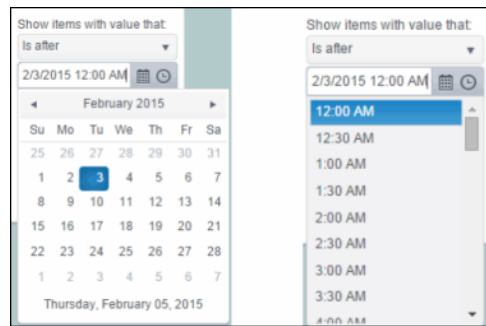 Show items with value that:
Is after
2/3/2015 12:00 AM
February 2015
Su Mo Tu We Th Fr Sa
25 26 27 28 29 30 31
1 2 3 4 5 6 7
8 9 10 11 12 13 14
15 16 17 18 19 20 21
22 23 24 25 26 27 28
1 2 3 4 5 6 7
Thursday, February 05, 2015
Show items with value that:
Is after
2/3/2015 12:00 AM
12:00 AM
12:30 AM
1:00 AM
1:30 AM
2:00 AM
2:30 AM
3:00 AM
3:30 AM
4:00 AM